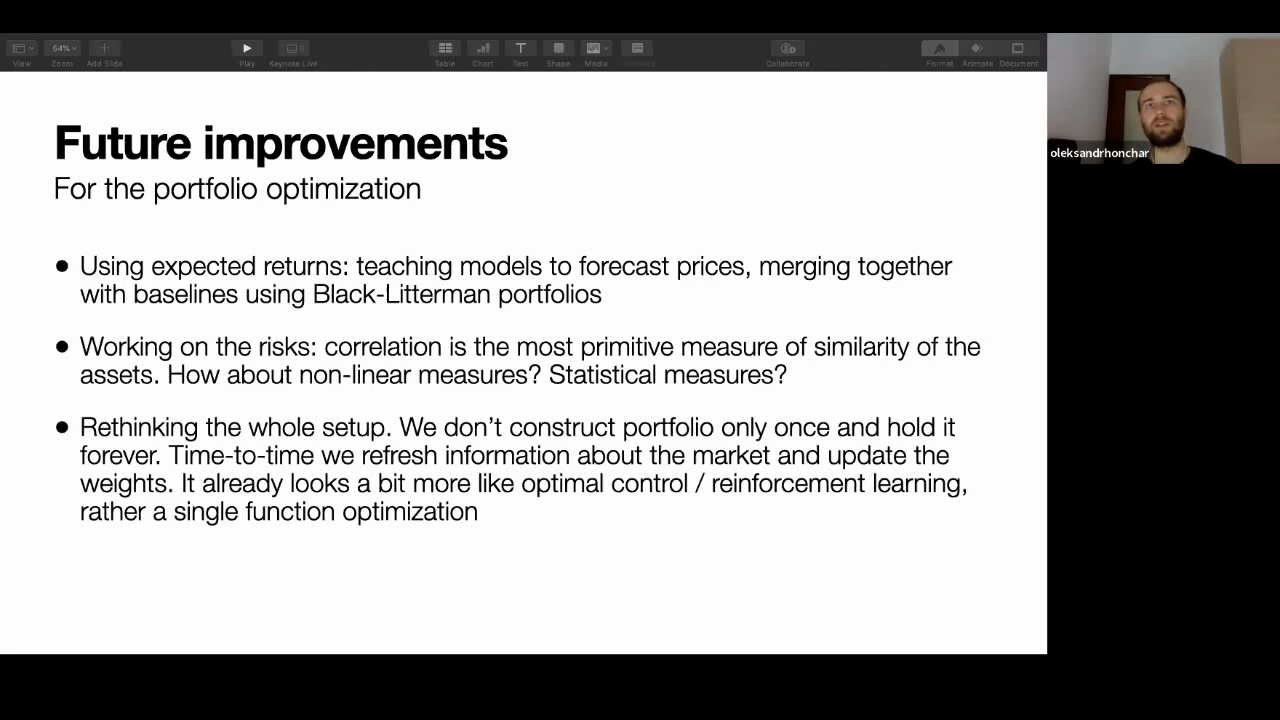 64%
View
Zoom
Add Slide
Play
Keynote Live
Table
Chart
Text
Shape
Media
Collaborate
Format
Animate
Document
oleksandrhonchar
Future improvements
For the portfolio optimization
● Using expected returns: teaching models to forecast prices, merging together
with baselines using Black-Litterman portfolios
● Working on the risks: correlation is the most primitive measure of similarity of the
assets. How about non-linear measures? Statistical measures?
● Rethinking the whole setup. We don’t construct portfolio only once and hold it
forever. Time-to-time we refresh information about the market and update the
weights. It already looks a bit more like optimal control / reinforcement learning,
rather a single function optimization